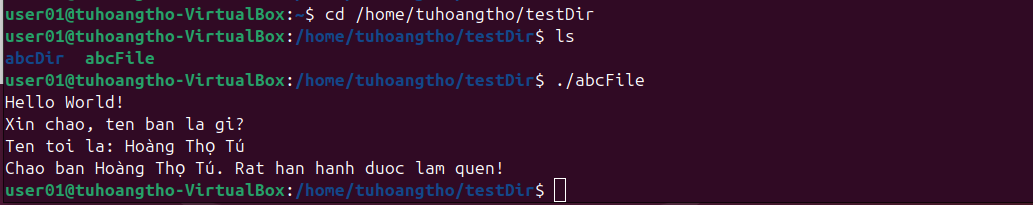 user01@tuhoangtho-VirtualBox:~$ cd /home/tuhoangtho/testDir
user01@tuhoangtho-VirtualBox:/home/tuhoangtho/testDir$ ls
abcDir  abcFile
user01@tuhoangtho-VirtualBox:/home/tuhoangtho/testDir$ ./abcFile
Hello World!
Xin chao, ten ban la gi?
Ten toi la: Hoàng Thọ Tú
Chao ban Hoàng Thọ Tú. Rat han hanh duoc lam quen!
user01@tuhoangtho-VirtualBox:/home/tuhoangtho/testDir$